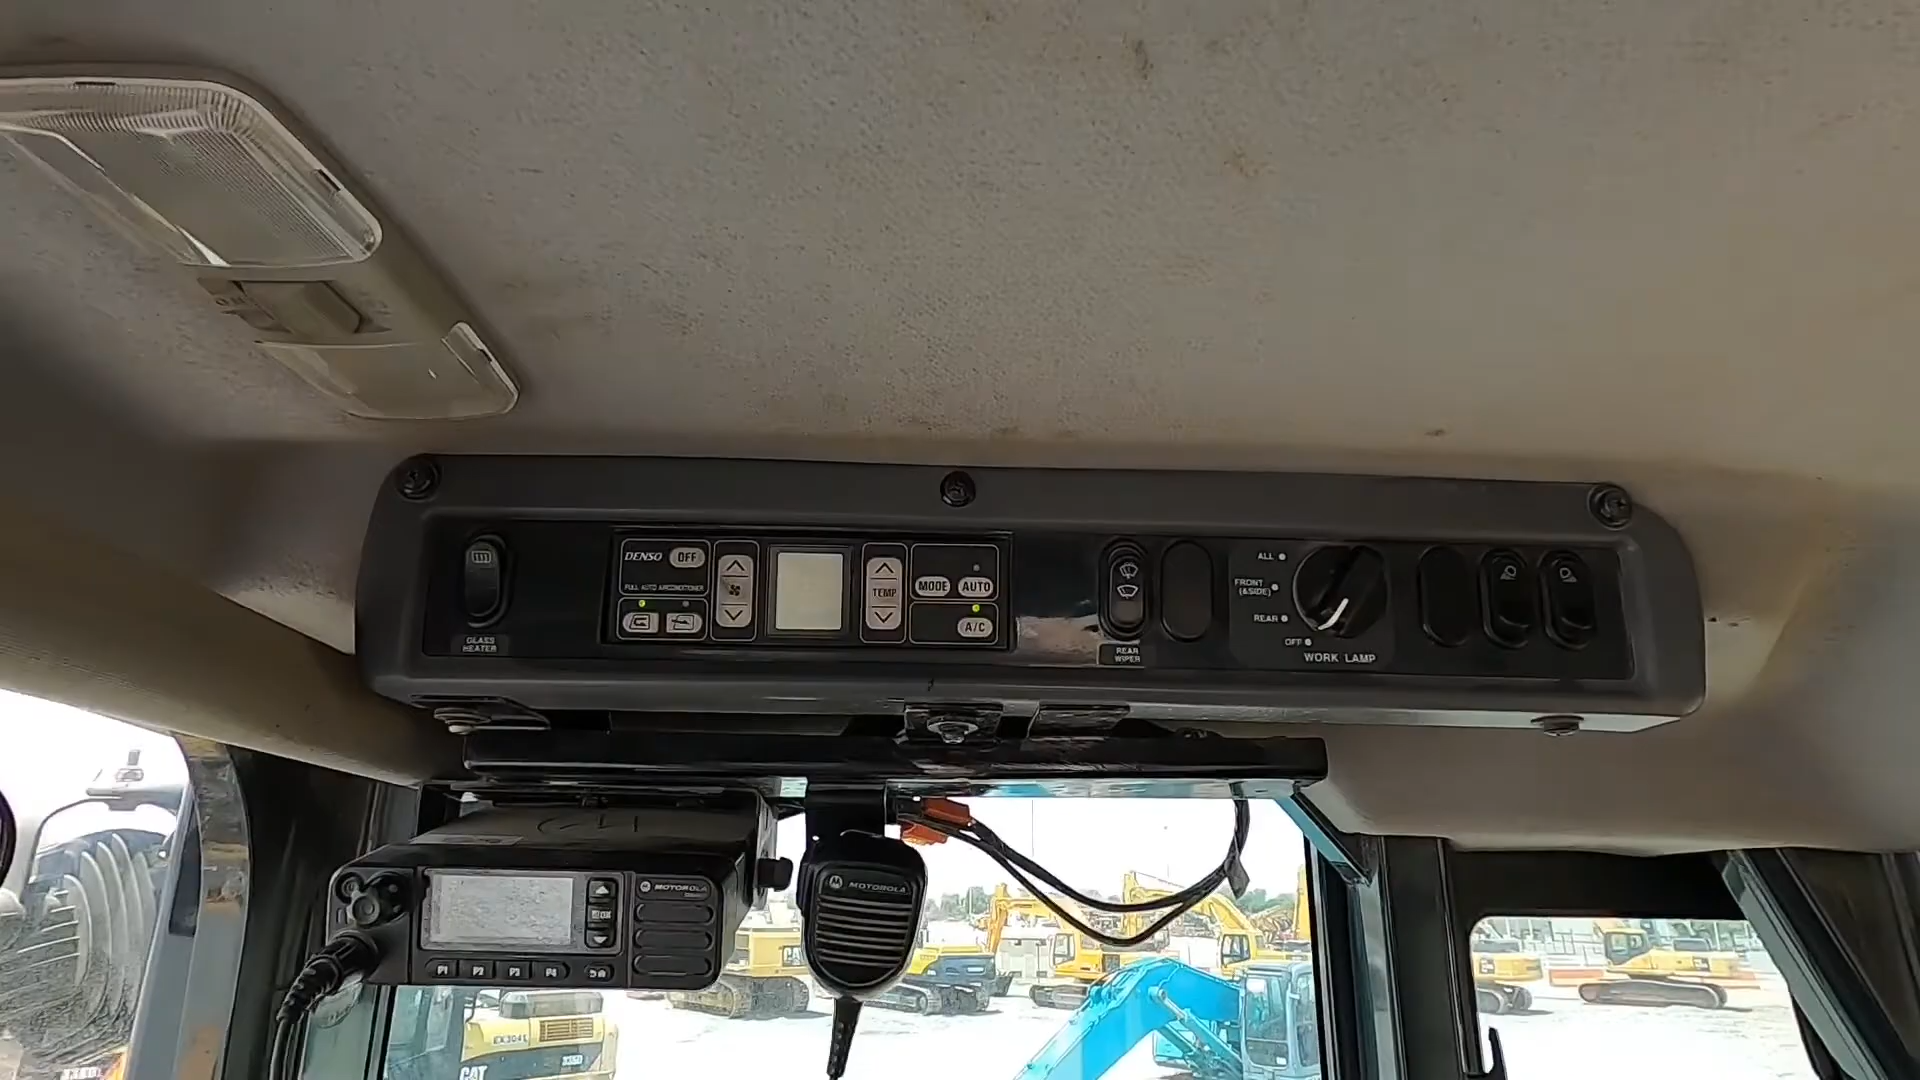 GLASS
HEATER
DENSO
OFF
FULL AUTO AIRCONDITIONER
TEMP
MODE
AUTO
A/C
REAR
WIPER
ALL
FRONT
(&SIDE)
REAR
OFF
WORK LAMP
MOTOROLA
OK
P1 P2 P3 P4
MOTOROLA
EX304L
CAT